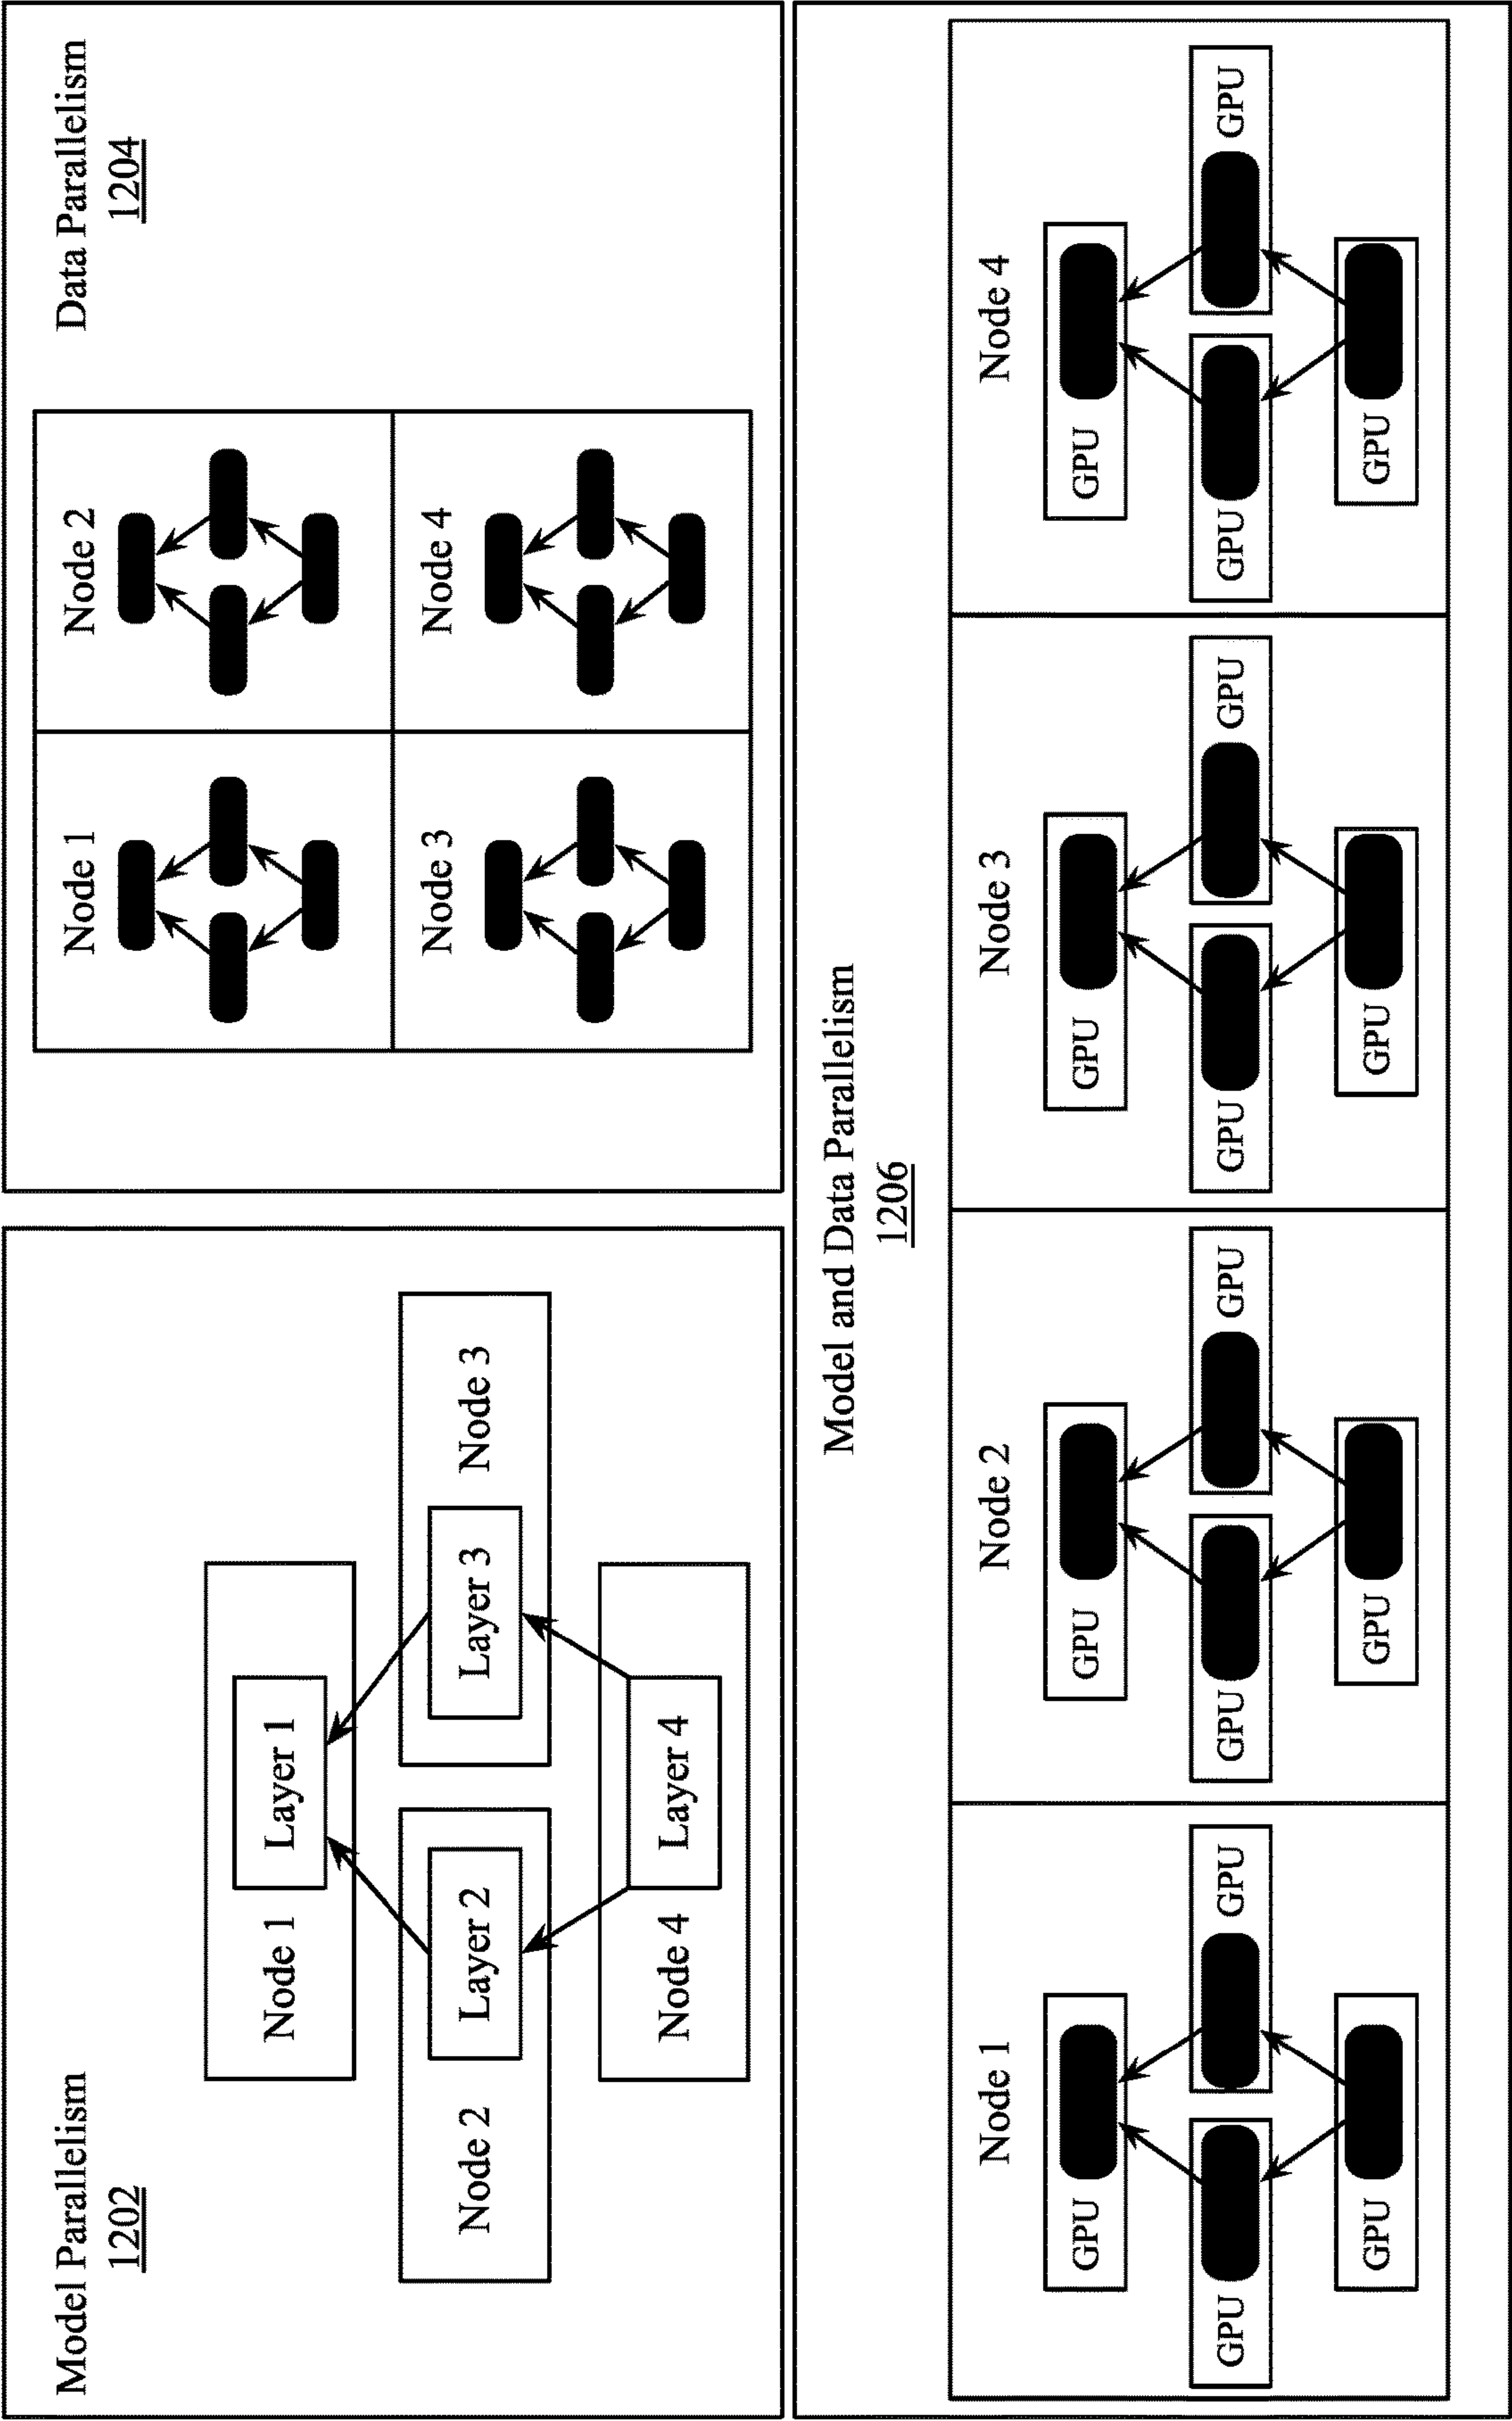 Model Parallelism
1202
Node 1
Layer 1
Node 2
Layer 2
Layer 3
Node 3
Node 4
Layer 4
Data Parallelism
1204
Node 1
Node 2
Node 3
Node 4
Model and Data Parallelism
1206
Node 1
GPU
GPU
GPU
GPU
Node 2
GPU
GPU
GPU
GPU
Node 3
GPU
GPU
GPU
GPU
Node 4
GPU
GPU
GPU
GPU